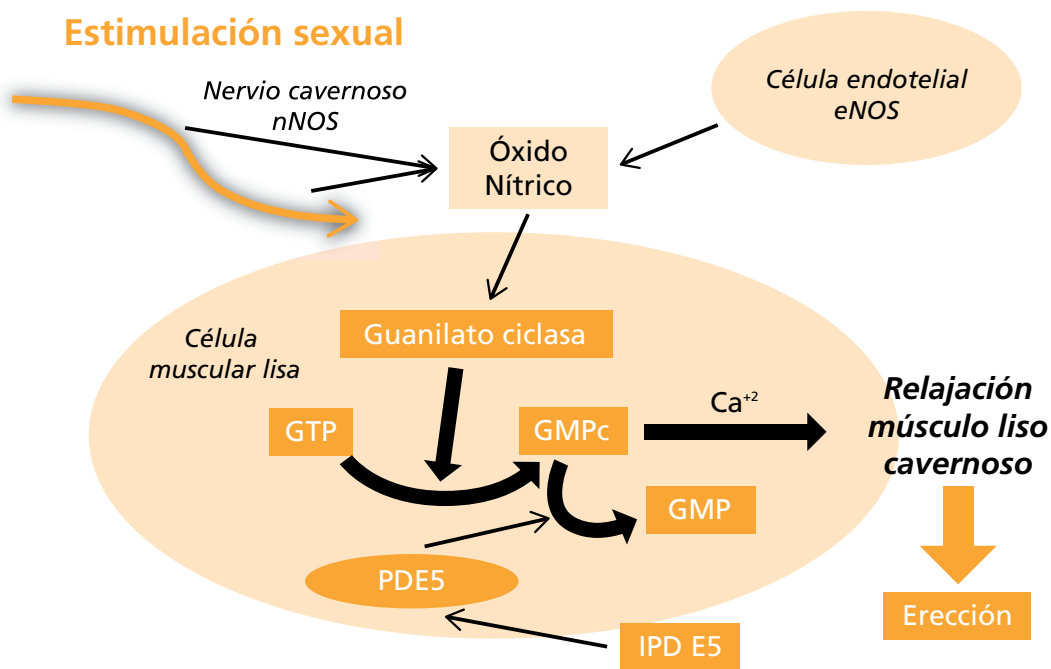 Estimulación sexual
Nervio cavernoso
nNOS
Célula endotelial
eNOS
Óxido
Nítrico
Célula
muscular lisa
Guanilato ciclasa
GTP
GMPc
Ca⁺²
Relajación
músculo liso
cavernoso
GMP
PDE5
IPD E5
Erección